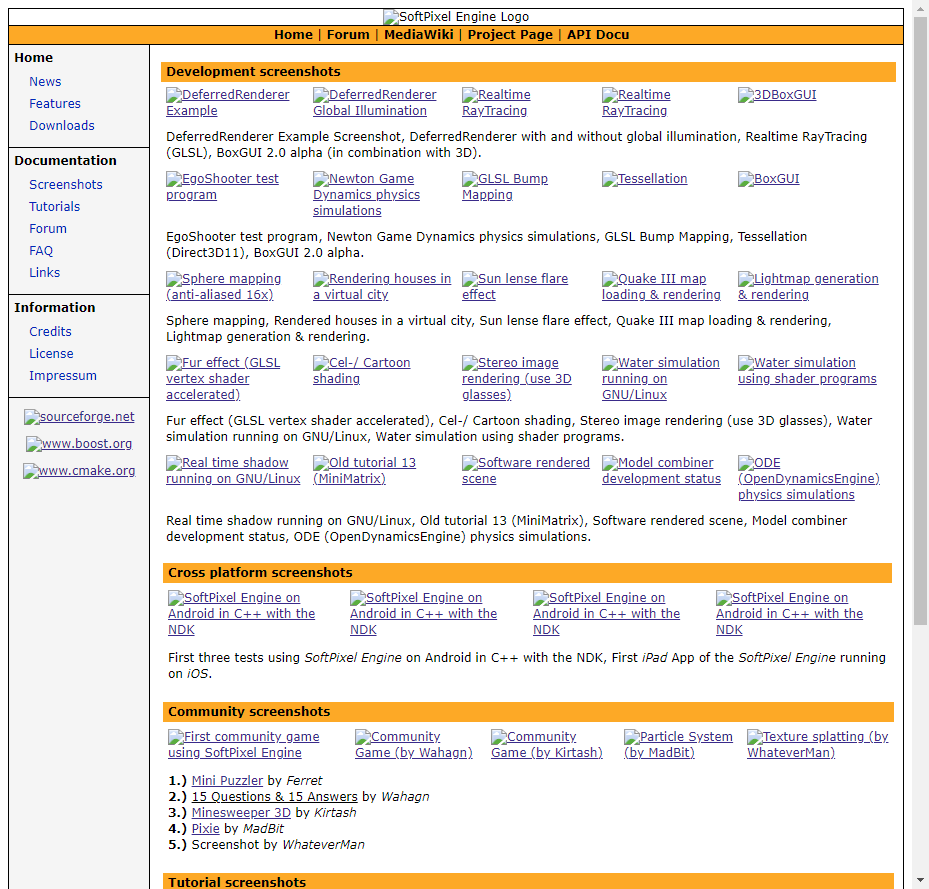 SoftPixel Engine Logo
Home | Forum | MediaWiki | Project Page | API Docu
Home
News
Features
Downloads
Documentation
Screenshots
Tutorials
Forum
FAQ
Links
Information
Credits
License
Impressum
sourceforge.net
www.boost.org
www.cmake.org
Development screenshots
DeferredRenderer
Example
DeferredRenderer
Global Illumination
Realtime
RayTracing
Realtime
RayTracing
3DBoxGUI
DeferredRenderer Example Screenshot, DeferredRenderer with and without global illumination, Realtime RayTracing
(GLSL), BoxGUI 2.0 alpha (in combination with 3D).
EgoShooter test
program
Newton Game
Dynamics physics
simulations
GLSL Bump
Mapping
Tessellation
BoxGUI
EgoShooter test program, Newton Game Dynamics physics simulations, GLSL Bump Mapping, Tessellation
(Direct3D11), BoxGUI 2.0 alpha.
Sphere mapping
(anti-aliased 16x)
Rendering houses in
a virtual city
Sun lense flare
effect
Quake III map
loading & rendering
Lightmap generation
& rendering
Sphere mapping, Rendered houses in a virtual city, Sun lense flare effect, Quake III map loading & rendering,
Lightmap generation & rendering.
Fur effect (GLSL
vertex shader
accelerated)
Cel-/ Cartoon
shading
Stereo image
rendering (use 3D
glasses)
Water simulation
running on
GNU/Linux
Water simulation
using shader programs
Fur effect (GLSL vertex shader accelerated), Cel-/ Cartoon shading, Stereo image rendering (use 3D glasses), Water
simulation running on GNU/Linux, Water simulation using shader programs.
Real time shadow
running on GNU/Linux
Old tutorial 13
(MiniMatrix)
Software rendered
scene
Model combiner
development status
ODE
(OpenDynamicsEngine)
physics simulations
Real time shadow running on GNU/Linux, Old tutorial 13 (MiniMatrix), Software rendered scene, Model combiner
development status, ODE (OpenDynamicsEngine) physics simulations.
Cross platform screenshots
SoftPixel Engine on
Android in C++ with the
NDK
SoftPixel Engine on
Android in C++ with the
NDK
SoftPixel Engine on
Android in C++ with the
NDK
SoftPixel Engine on
Android in C++ with the
NDK
First three tests using SoftPixel Engine on Android in C++ with the NDK, First iPad App of the SoftPixel Engine running
on iOS.
Community screenshots
First community game
using SoftPixel Engine
Community
Game (by Wahagn)
Community
Game (by Kirtash)
Particle System
(by MadBit)
Texture splatting (by
WhateverMan)
1.) Mini Puzzler by Ferret
2.) 15 Questions & 15 Answers by Wahagn
3.) Minesweeper 3D by Kirtash
4.) Pixie by MadBit
5.) Screenshot by WhateverMan
Tutorial screenshots